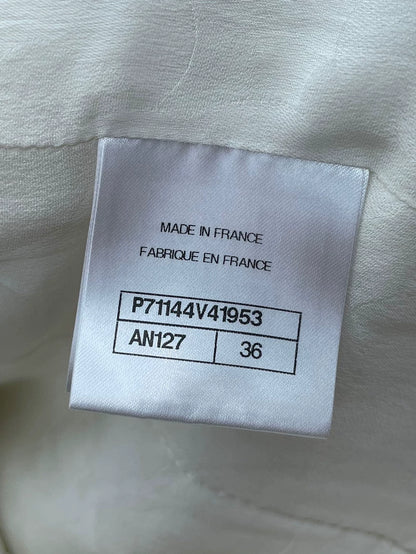 MADE IN FRANCE
FABRIQUE EN FRANCE
P71144V41953
AN127 36